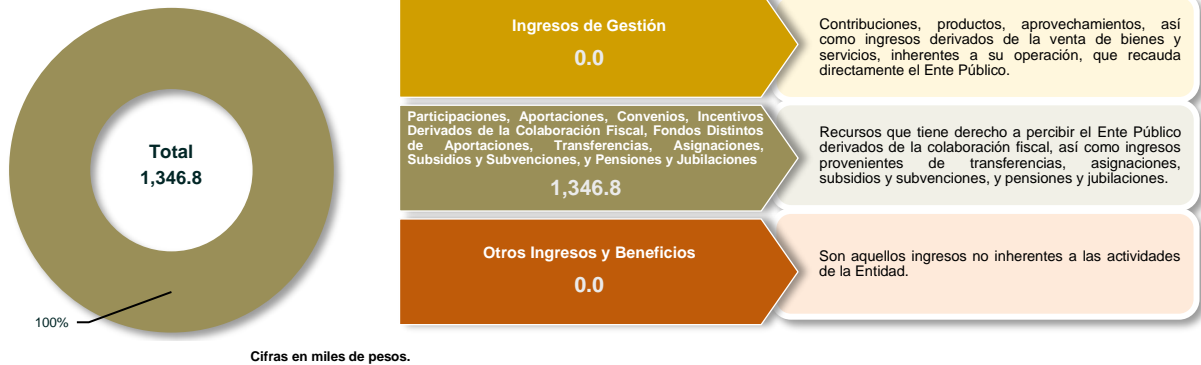 Total
1,346.8
100%
Ingresos de Gestión
0.0
Contribuciones, productos, aprovechamientos, así
como ingresos derivados de la venta de bienes y
servicios, inherentes a su operación, que recauda
directamente el Ente Público.
Participaciones, Aportaciones, Convenios, Incentivos
Derivados de la Colaboración Fiscal, Fondos Distintos
de Aportaciones, Transferencias, Asignaciones,
Subsidios y Subvenciones, y Pensiones y Jubilaciones
1,346.8
Recursos que tiene derecho a percibir el Ente Público
derivados de la colaboración fiscal, así como ingresos
provenientes de transferencias, asignaciones,
subsidios y subvenciones, y pensiones y jubilaciones.
Otros Ingresos y Beneficios
0.0
Son aquellos ingresos no inherentes a las actividades
de la Entidad.
Cifras en miles de pesos.